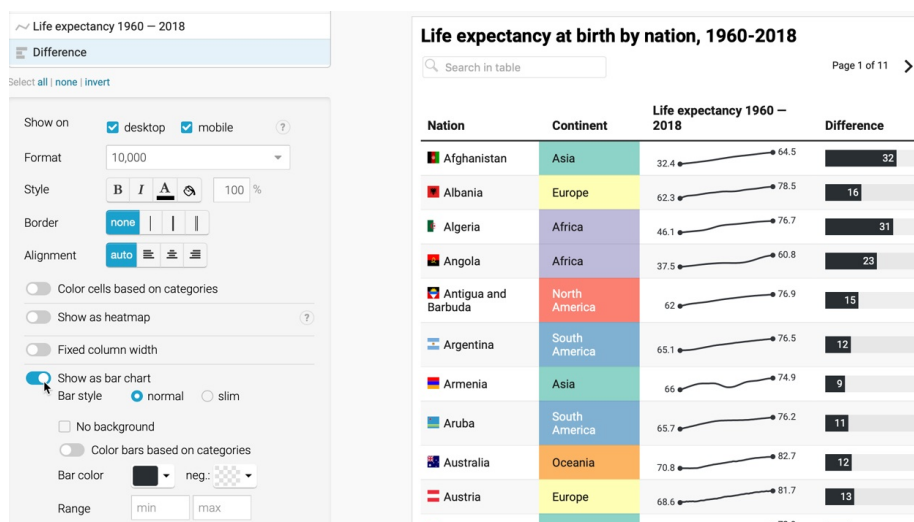 Life expectancy 1960 — 2018
Difference
Select all | none | invert
Show on desktop mobile ?
Format 10,000
Style B I A 100 %
Border none
Alignment auto
Color cells based on categories
Show as heatmap ?
Fixed column width
Show as bar chart
Bar style normal slim
No background
Color bars based on categories
Bar color neg.:
Range min max
Life expectancy at birth by nation, 1960-2018
Search in table Page 1 of 11
Nation Continent Life expectancy 1960 —
2018 Difference
Afghanistan Asia 32.4 64.5 32
Albania Europe 62.3 78.5 16
Algeria Africa 46.1 76.7 31
Angola Africa 37.5 60.8 23
Antigua and
Barbuda North
America 62 76.9 15
Argentina South
America 65.1 76.5 12
Armenia Asia 66 74.9 9
Aruba South
America 65.7 76.2 11
Australia Oceania 70.8 82.7 12
Austria Europe 68.6 81.7 13